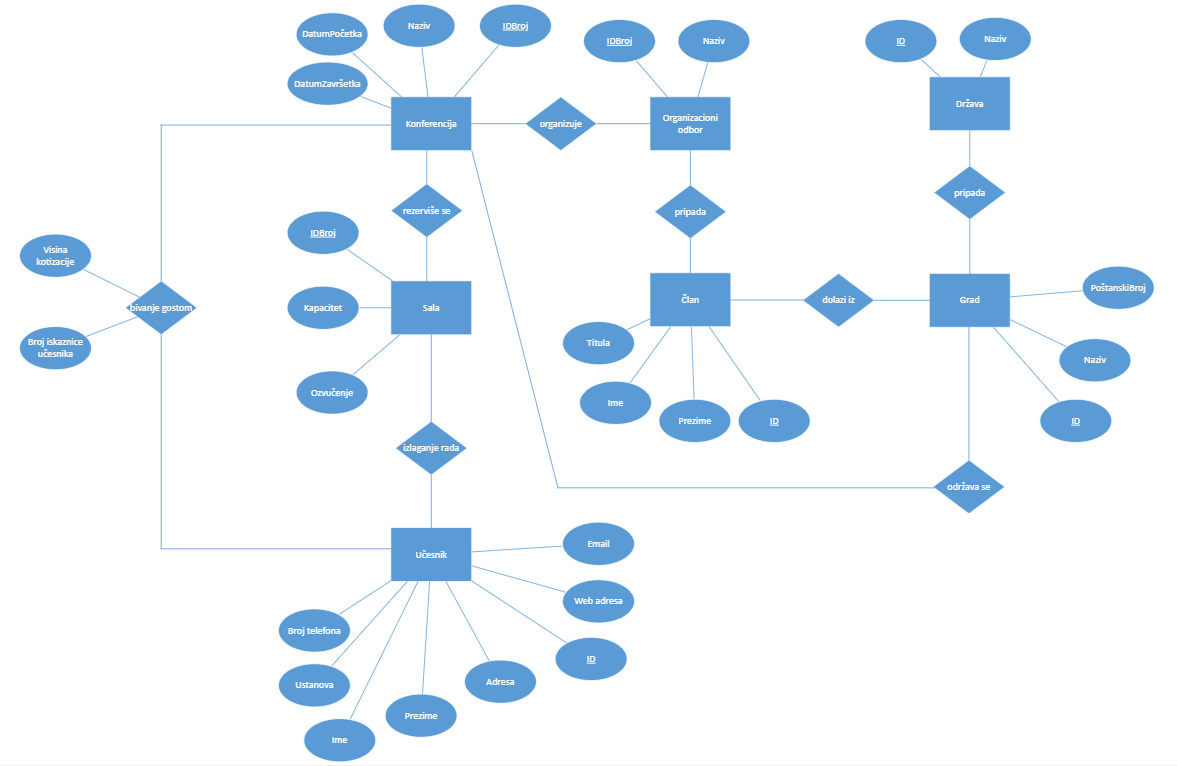 DatumPočetka
Naziv
IDBroj
DatumZavršetka
Konferencija
organizuje
IDBroj
Naziv
Organizacioni
odbor
ID
Naziv
Država
rezerviše se
pripada
pripada
IDBroj
Kapacitet
Sala
Ozvučenje
Visina
kotizacije
bivanje gostom
Broj iskaznice
učesnika
Član
dolazi iz
Grad
PoštanskiBroj
Naziv
ID
Titula
Ime
Prezime
ID
izlaganje rada
održava se
Učesnik
Email
Web adresa
ID
Adresa
Broj telefona
Ustanova
Prezime
Ime